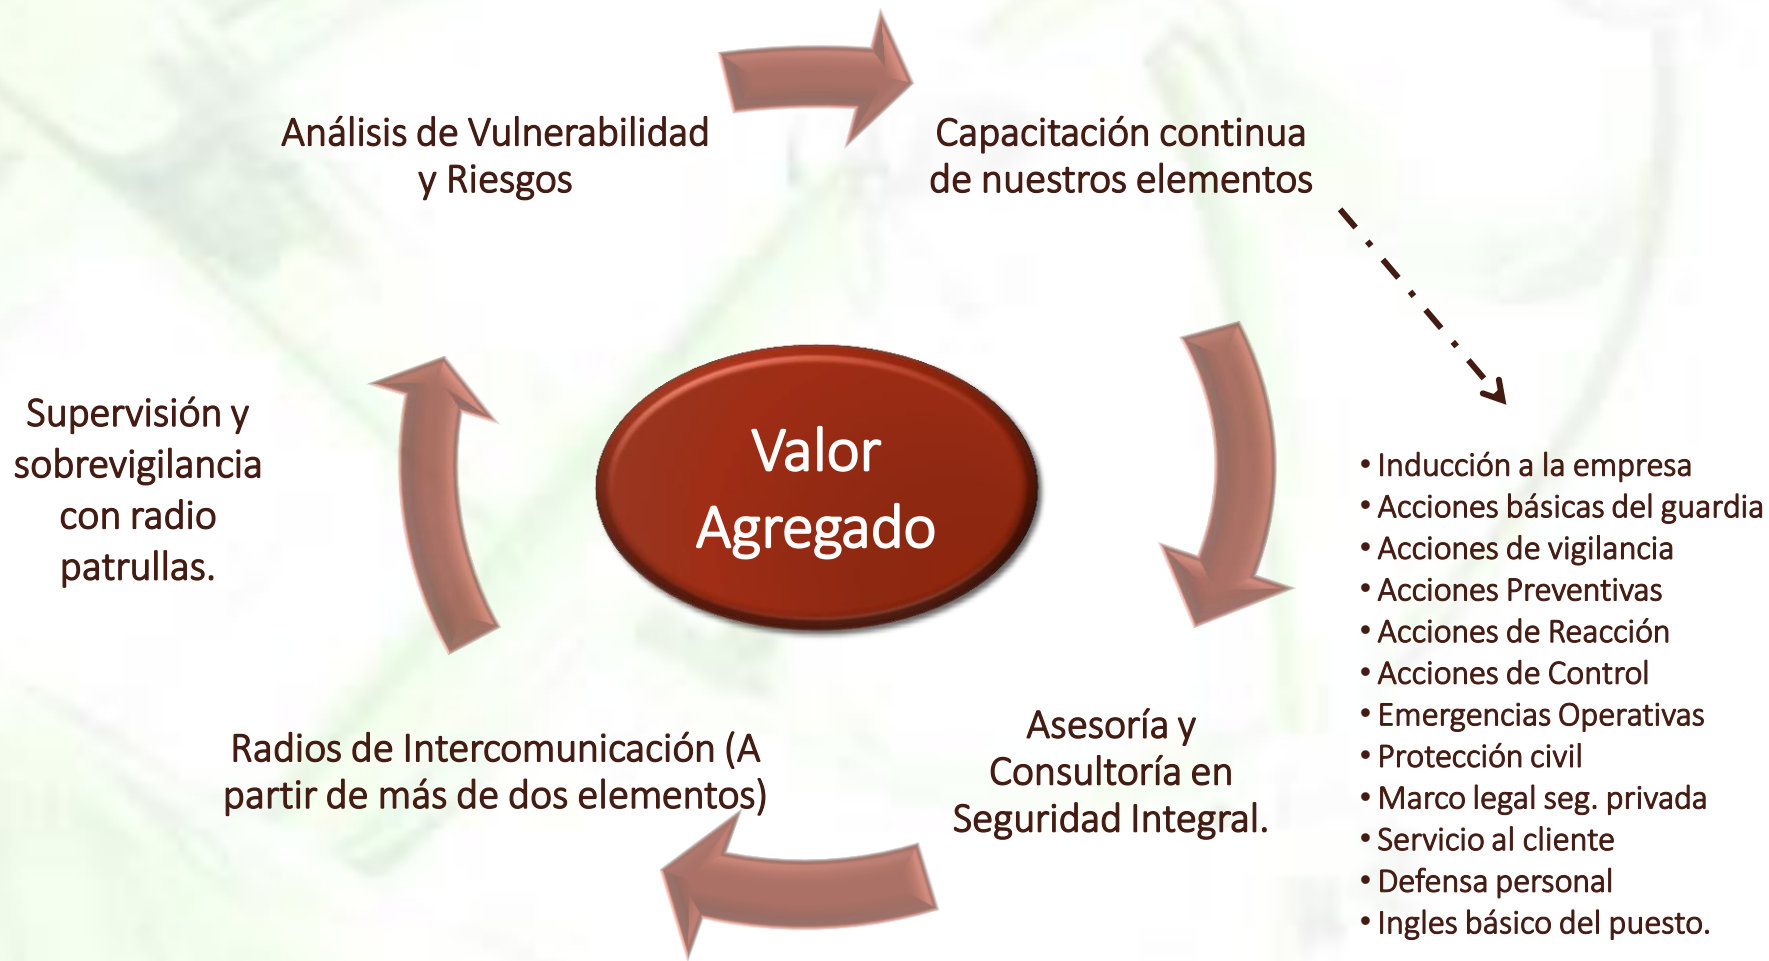 Análisis de Vulnerabilidad
y Riesgos
Capacitación continua
de nuestros elementos
Supervisión y
sobrevigilancia
con radio
patrullas.
Valor
Agregado
Radios de Intercomunicación (A
partir de más de dos elementos)
Asesoría y
Consultoría en
Seguridad Integral.
• Inducción a la empresa
• Acciones básicas del guardia
• Acciones de vigilancia
• Acciones Preventivas
• Acciones de Reacción
• Acciones de Control
• Emergencias Operativas
• Protección civil
• Marco legal seg. privada
• Servicio al cliente
• Defensa personal
• Ingles básico del puesto.